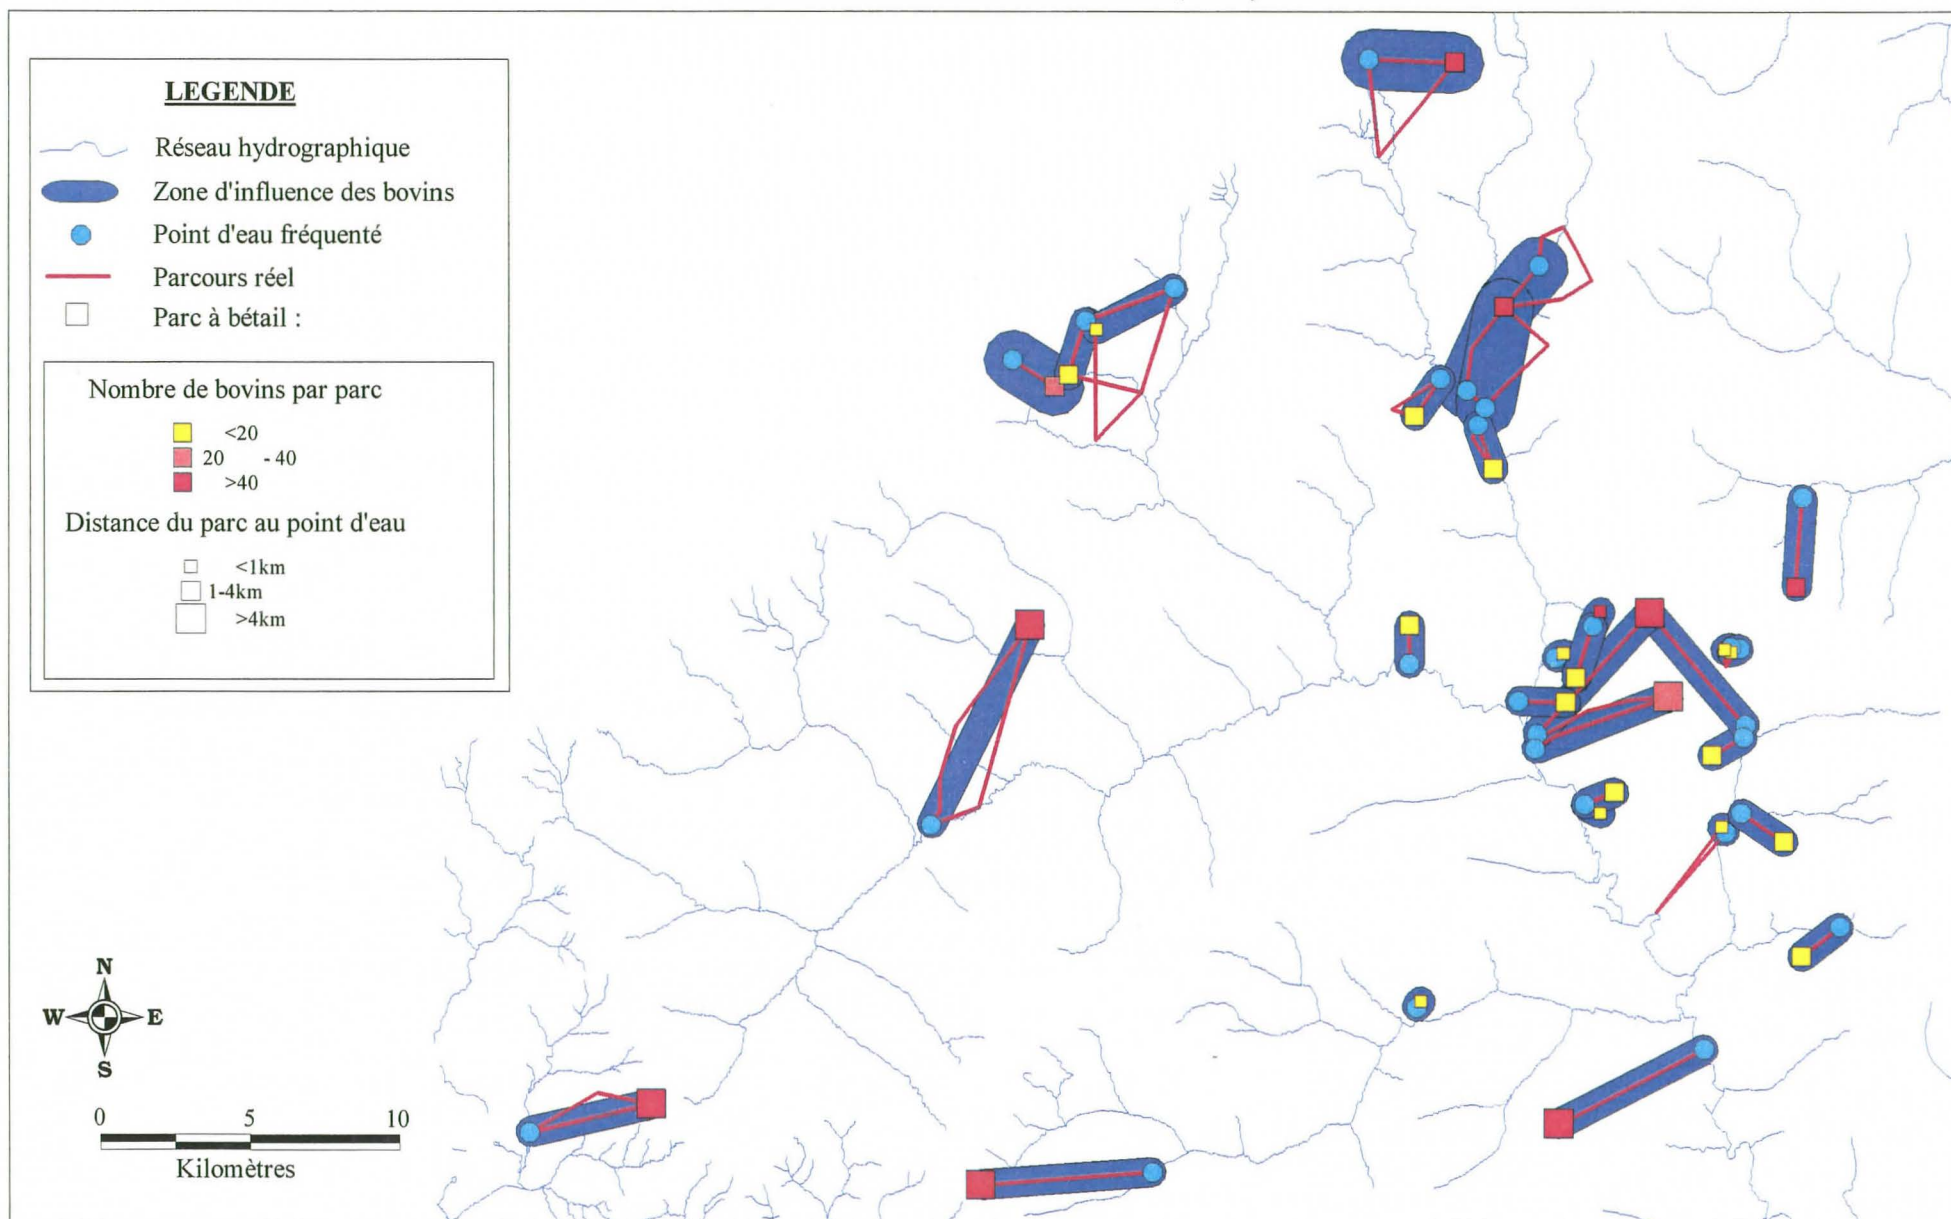 LEGENDE
Réseau hydrographique
Zone d'influence des bovins
Point d'eau fréquenté
Parcours réel
Parc à bétail :
Nombre de bovins par parc
<20
20 - 40
>40
Distance du parc au point d'eau
<1km
1-4km
>4km
N
W E
S
0 5 10
Kilomètres